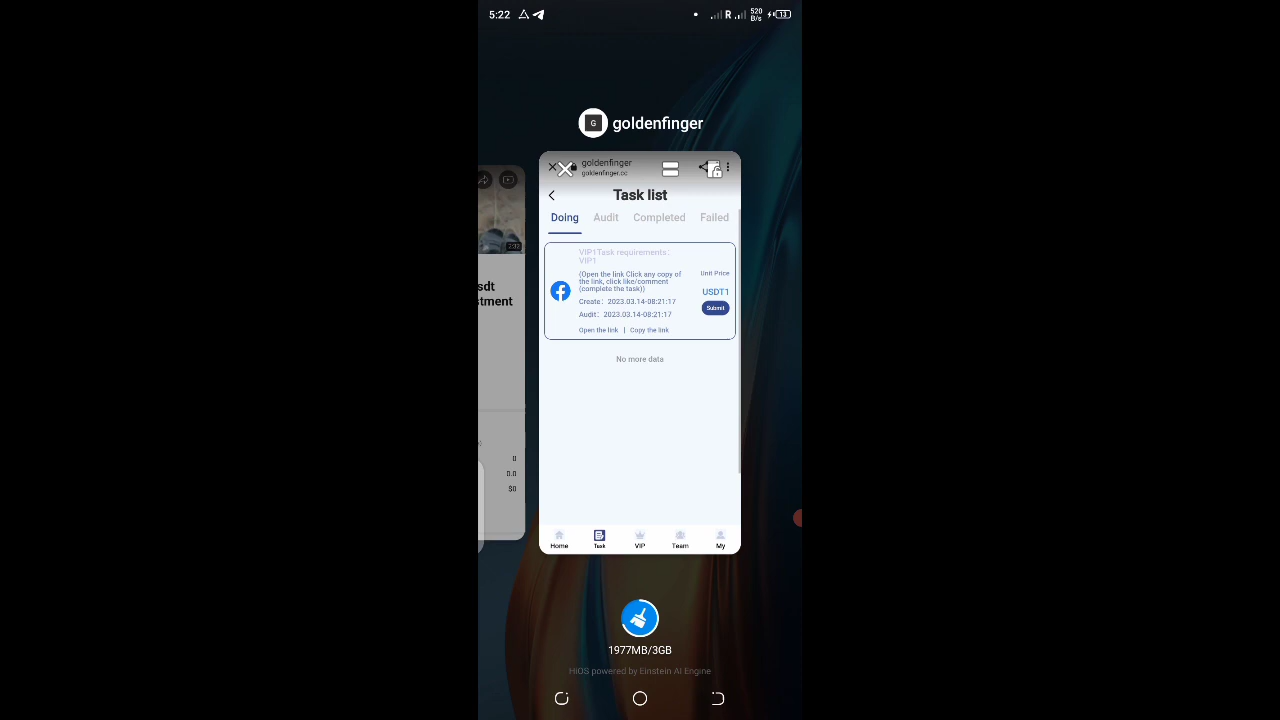 5:22
R
520
B/s
13
G
goldenfinger
goldenfinger
goldenfinger.cc
Task list
Doing
Audit
Completed
Failed
VIP1Task requirements:
VIP1
(Open the link Click any copy of
the link, click like/comment
(complete the task))
Create: 2023.03.14-08:21:17
Audit: 2023.03.14-08:21:17
Open the link | Copy the link
Unit Price
USDT1
Submit
No more data
Home
Task
VIP
Team
My
2:32
sdt
stment
0
0.0
$0
1977MB/3GB
HiOS powered by Einstein AI Engine